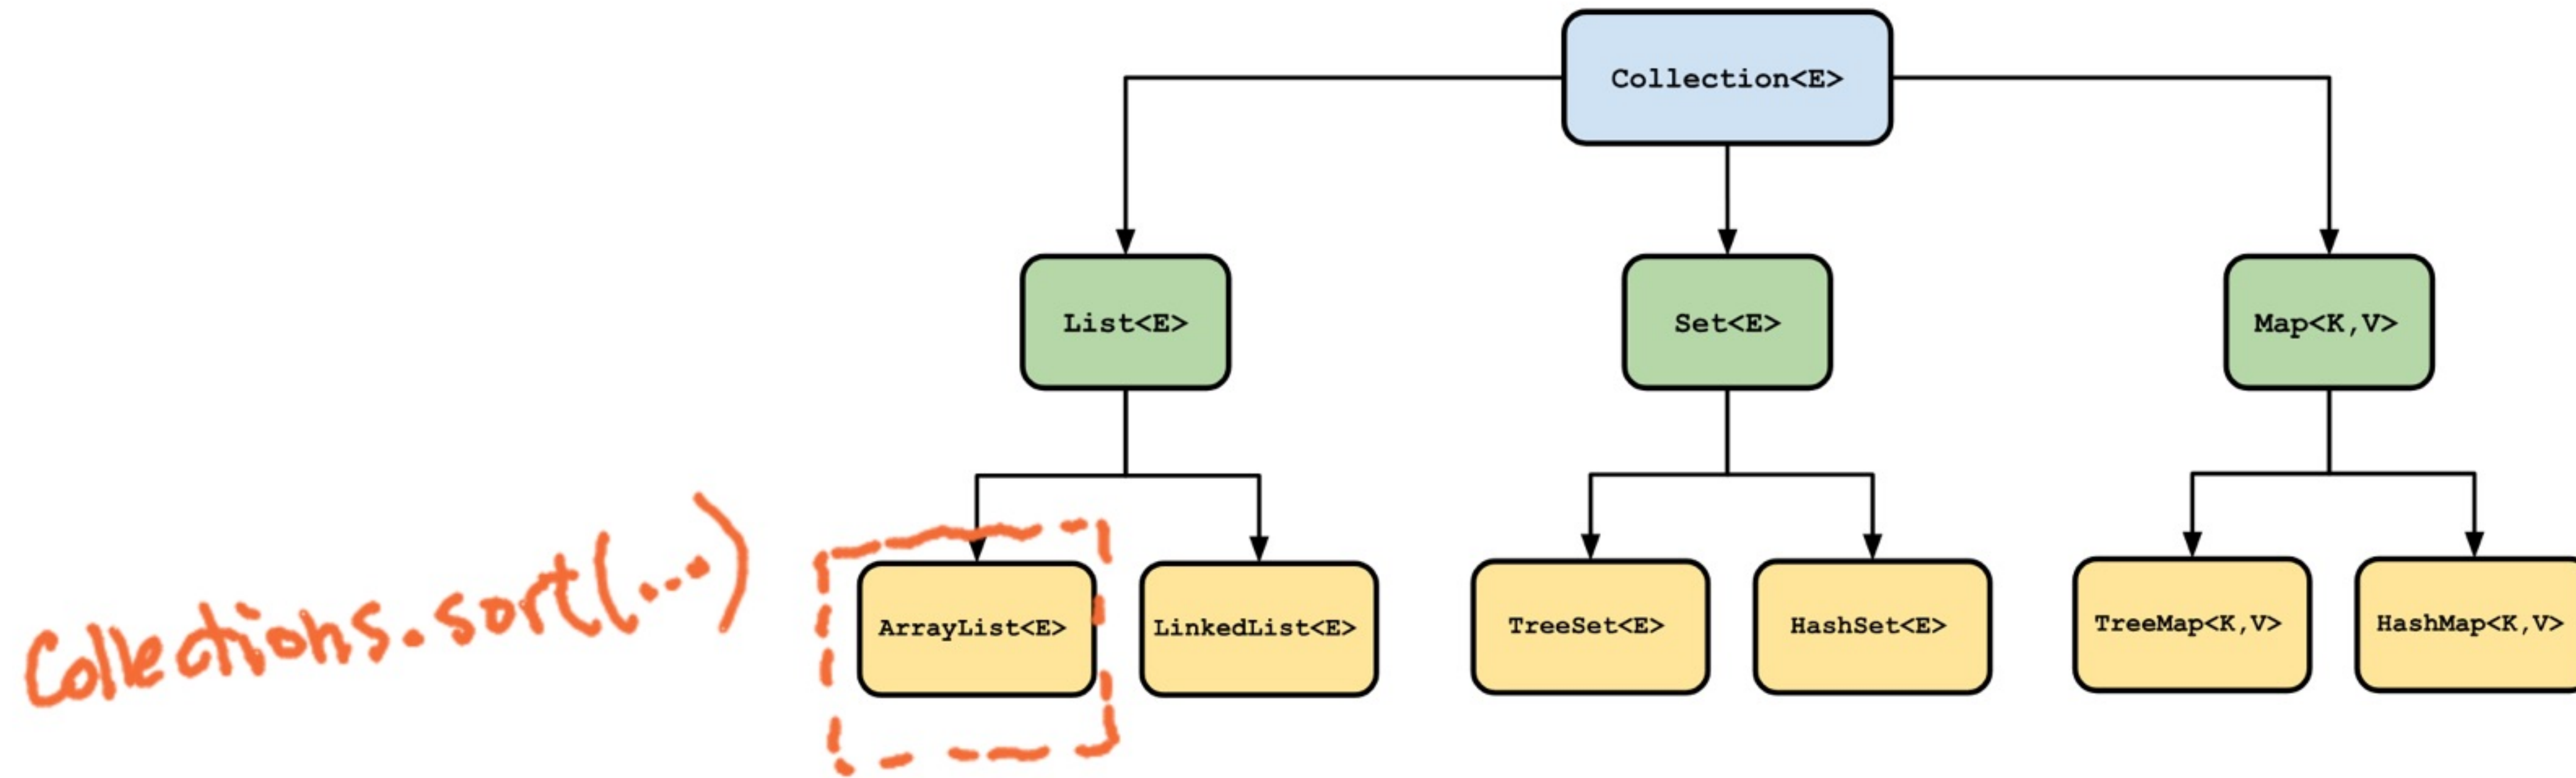 Collection<E>
List<E>
Set<E>
Map<K,V>
Collections.sort(...)
ArrayList<E>
LinkedList<E>
TreeSet<E>
HashSet<E>
TreeMap<K,V>
HashMap<K,V>